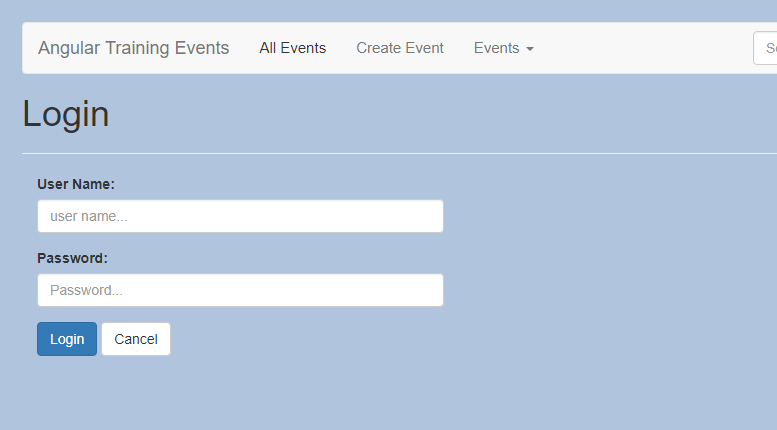 Angular Training Events All Events Create Event Events
Login
User Name:
user name...
Password:
Password...
Login Cancel